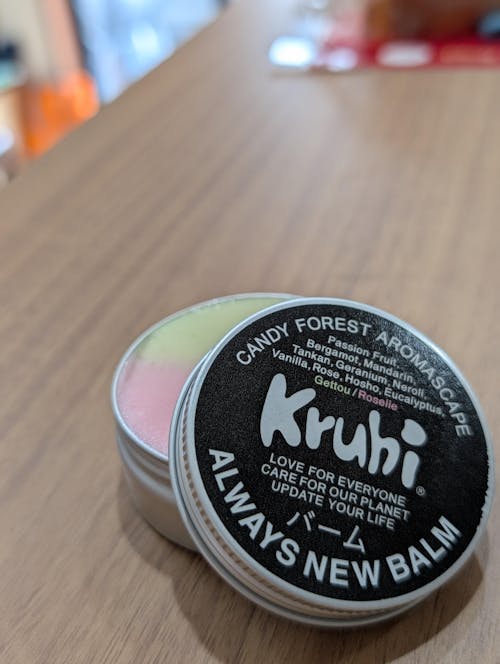 CANDY FOREST AROMASCAPE
Passion Fruit,
Bergamot, Mandarin,
Tankan, Geranium, Neroli,
Vanilla, Rose, Hosho, Eucalyptus,
Gettou / Roselle
Kruhi®
LOVE FOR EVERYONE
CARE FOR OUR PLANET
UPDATE YOUR LIFE
バーム
ALWAYS NEW BALM